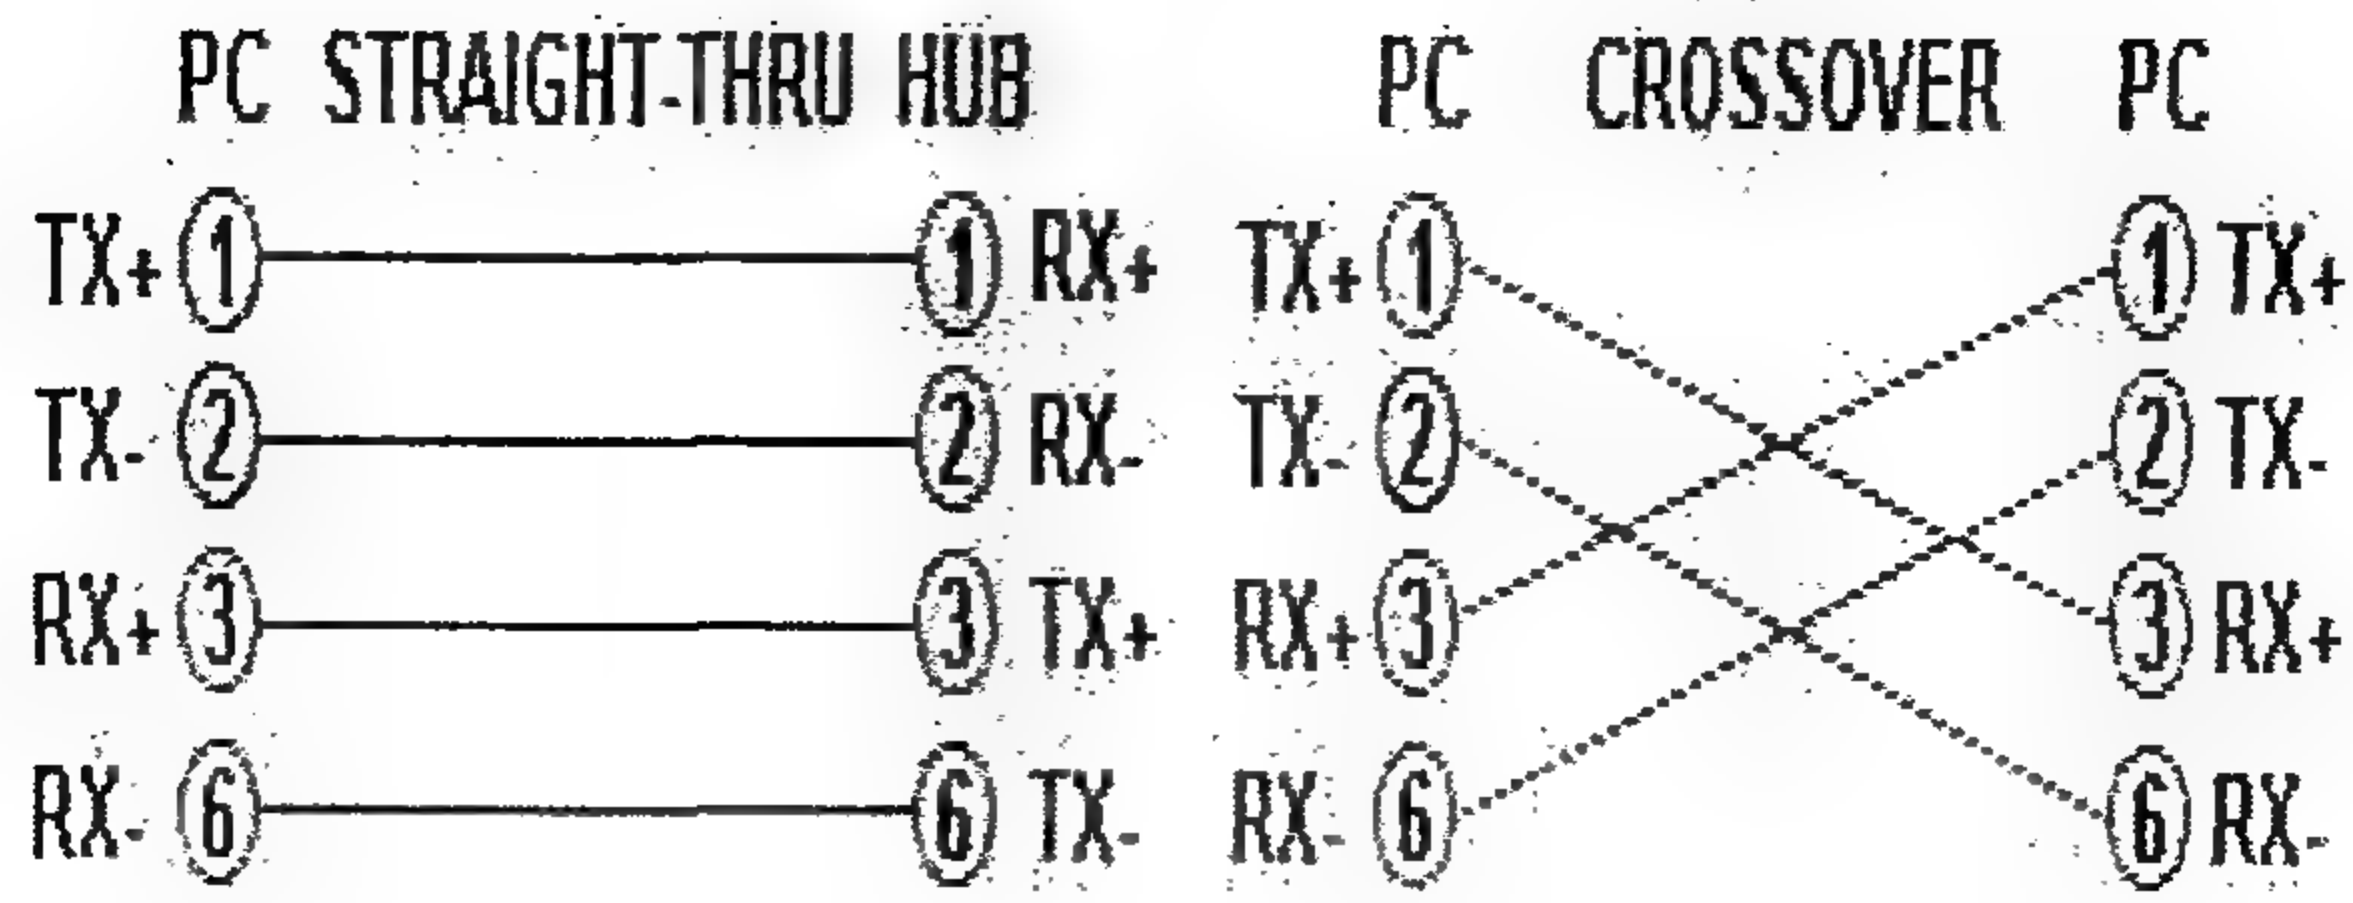 PC STRAIGHT-THRU HUB
TX+ 1 1 RX+
TX- 2 2 RX-
RX+ 3 3 TX+
RX- 6 6 TX-
PC CROSSOVER PC
TX+ 1 1 TX+
TX- 2 2 TX-
RX+ 3 3 RX+
RX- 6 6 RX-